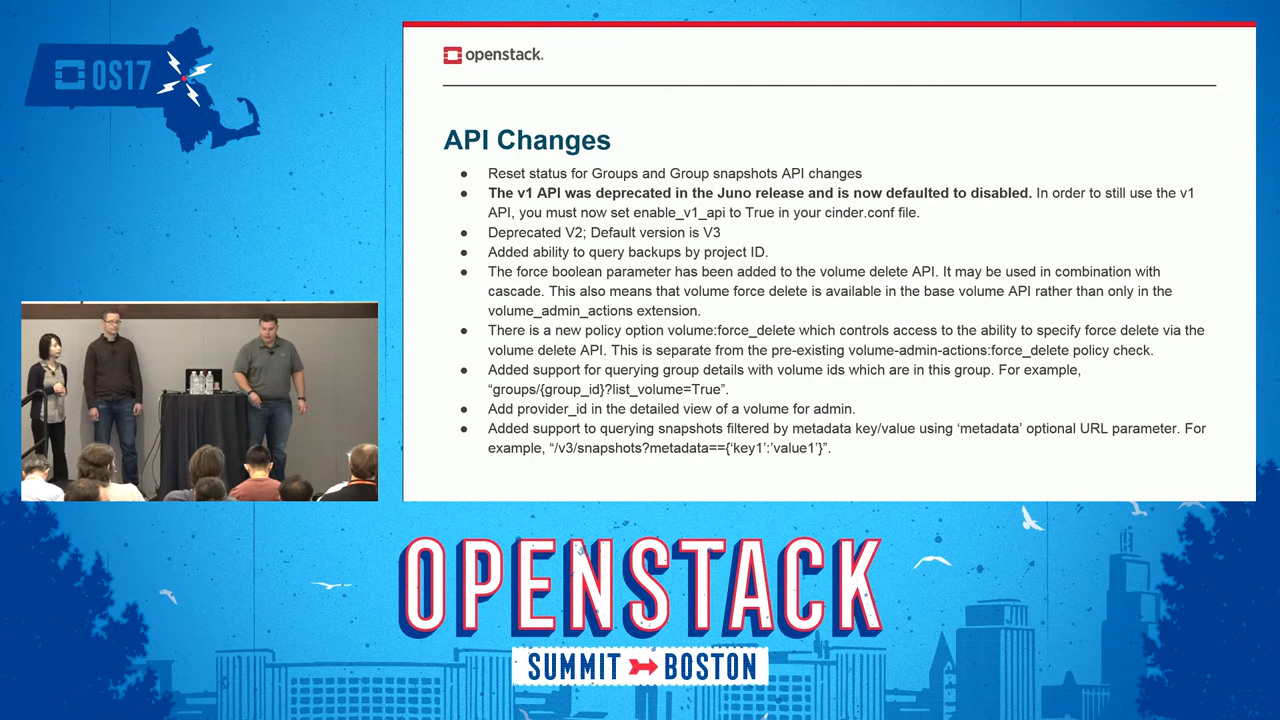 OS17
openstack.
API Changes
● Reset status for Groups and Group snapshots API changes
● The v1 API was deprecated in the Juno release and is now defaulted to disabled. In order to still use the v1
API, you must now set enable_v1_api to True in your cinder.conf file.
● Deprecated V2; Default version is V3
● Added ability to query backups by project ID.
● The force boolean parameter has been added to the volume delete API. It may be used in combination with
cascade. This also means that volume force delete is available in the base volume API rather than only in the
volume_admin_actions extension.
● There is a new policy option volume:force_delete which controls access to the ability to specify force delete via the
volume delete API. This is separate from the pre-existing volume-admin-actions:force_delete policy check.
● Added support for querying group details with volume ids which are in this group. For example,
“groups/{group_id}?list_volume=True”.
● Add provider_id in the detailed view of a volume for admin.
● Added support to querying snapshots filtered by metadata key/value using ‘metadata’ optional URL parameter. For
example, “/v3/snapshots?metadata=={‘key1’:’value1’}”.
OPENSTACK
SUMMIT BOSTON